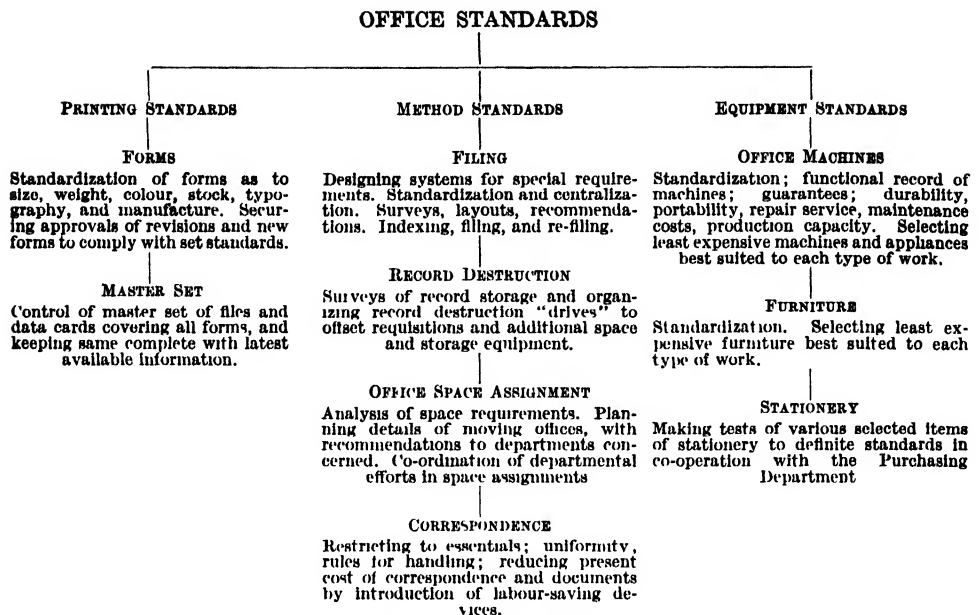 OFFICE STANDARDS
PRINTING STANDARDS
FORMS
Standardization of forms as to
size, weight, colour, stock, typo-
graphy, and manufacture. Secur-
ing approvals of revisions and new
forms to comply with set standards.
MASTER SET
Control of master set of files and
data cards covering all forms, and
keeping same complete with latest
available information.
METHOD STANDARDS
FILING
Designing systems for special require-
ments. Standardization and centraliza-
tion. Surveys, layouts, recommenda-
tions. Indexing, filing, and re-filing.
RECORD DESTRUCTION
Surveys of record storage and organ-
izing record destruction "drives" to
offset requisitions and additional space
and storage equipment.
OFFICE SPACE ASSIGNMENT
Analysis of space requirements. Plan-
ning details of moving offices, with
recommendations to departments con-
cerned. Co-ordination of departmental
efforts in space assignments
CORRESPONDENCE
Restricting to essentials; uniformity,
rules for handling; reducing present
cost of correspondence and documents
by introduction of labour-saving de-
vices.
EQUIPMENT STANDARDS
OFFICE MACHINES
Standardization; functional record of
machines; guarantees; durability,
portability, repair service, maintenance
costs, production capacity. Selecting
least expensive machines and appliances
best suited to each type of work.
FURNITURE
Standardization. Selecting least ex-
pensive furniture best suited to each
type of work.
STATIONERY
Making tests of various selected items
of stationery to definite standards in
co-operation with the Purchasing
Department